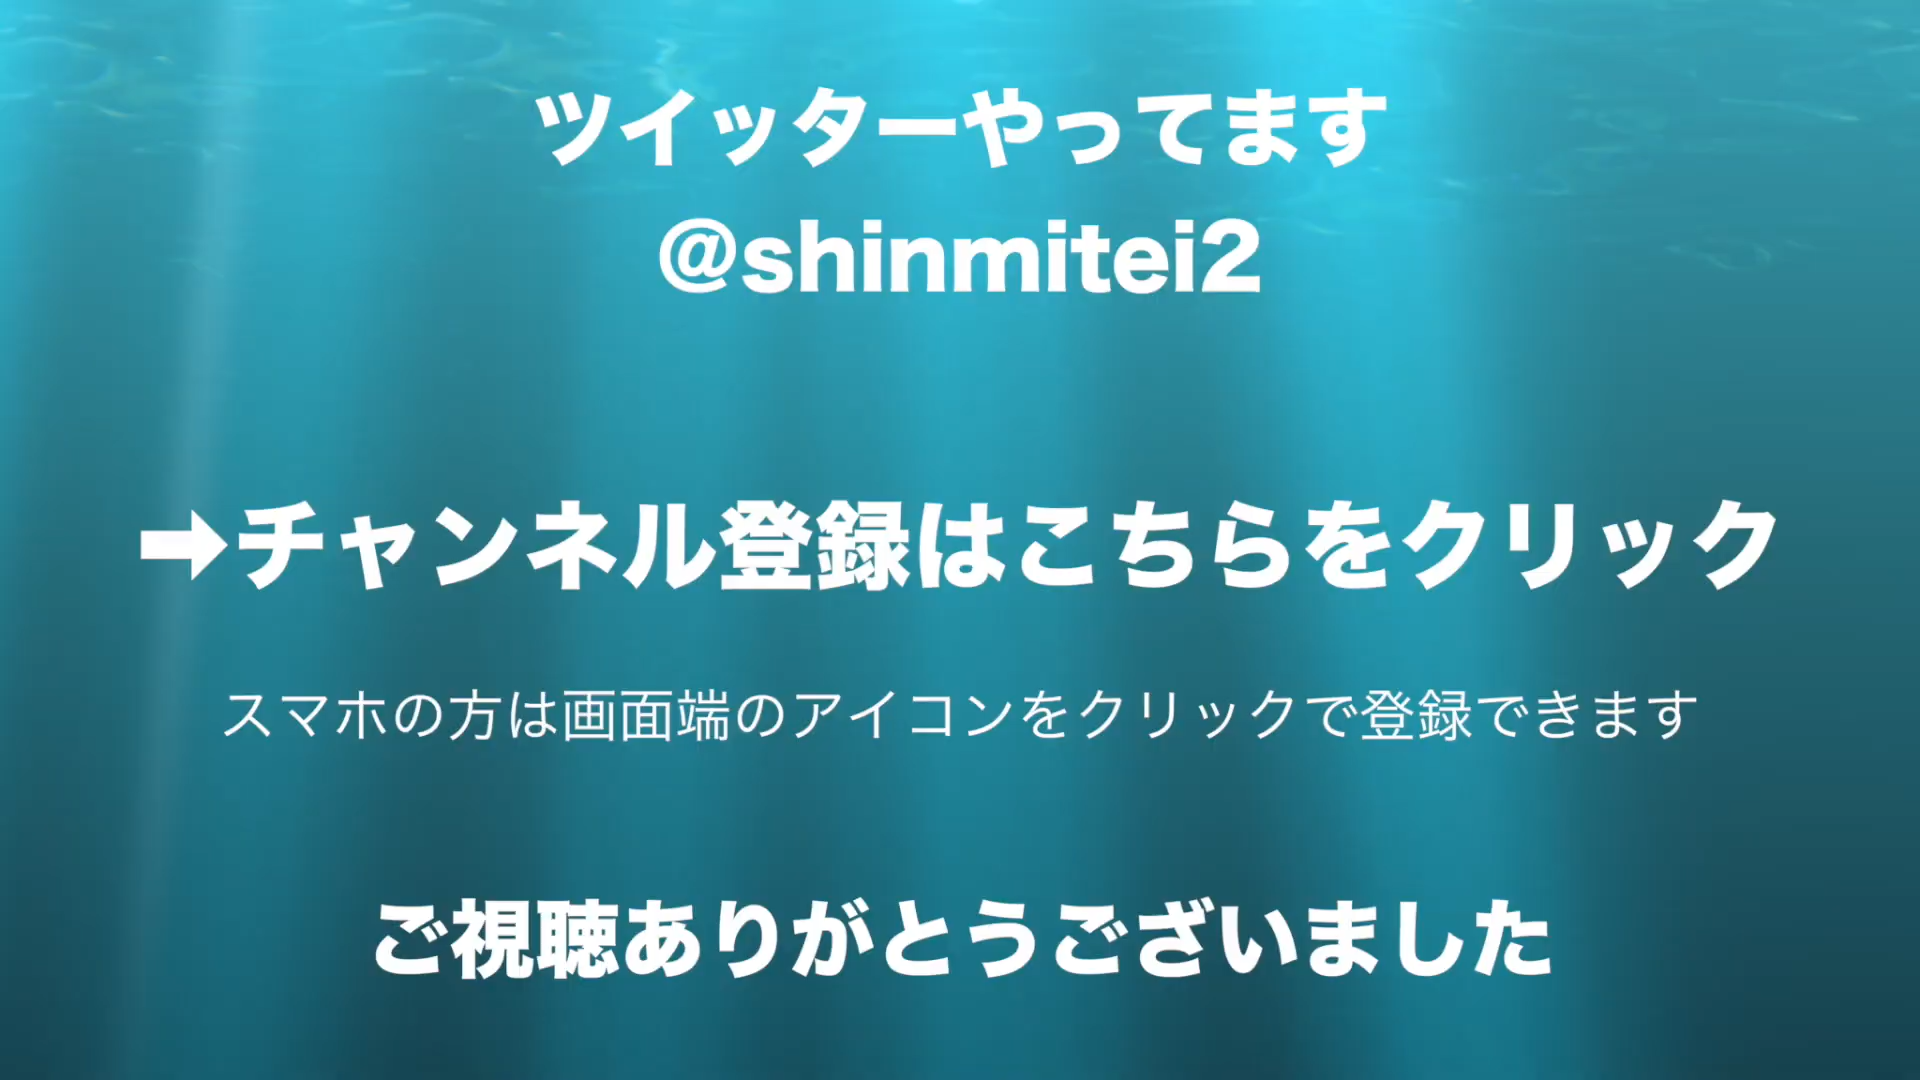 ツイッターやってます
@shinmitei2
➡チャンネル登録はこちらをクリック
スマホの方は画面端のアイコンをクリックで登録できます
ご視聴ありがとうございました